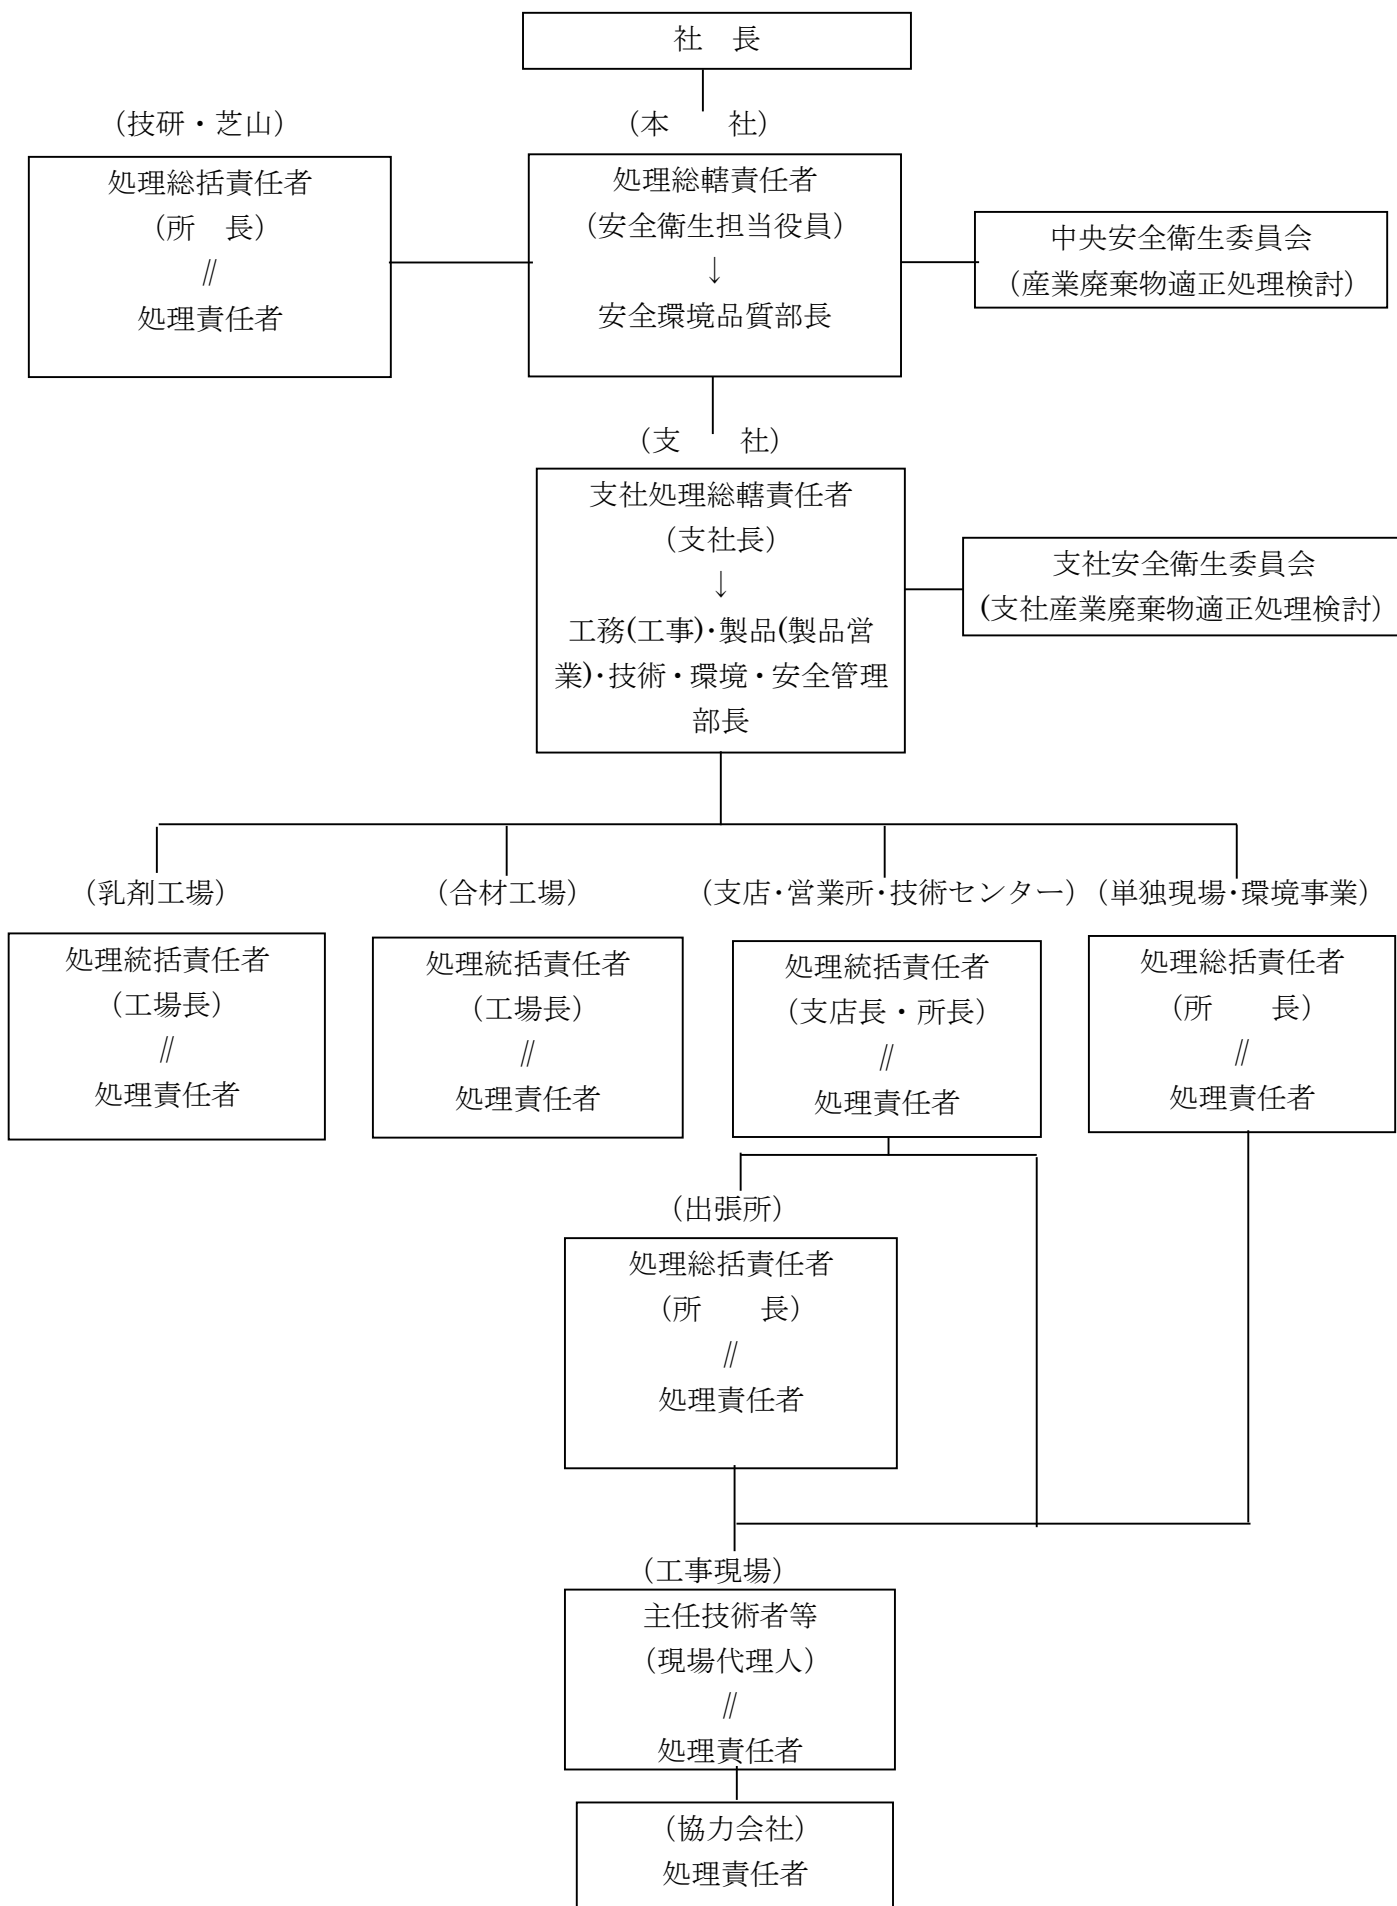 社　長
(技研・芝山)
処理総括責任者
(所　長)
〃
処理責任者
(本　　社)
処理総轄責任者
(安全衛生担当役員)
↓
安全環境品質部長
中央安全衛生委員会
(産業廃棄物適正処理検討)
(支　　社)
支社処理総轄責任者
(支社長)
↓
工務(工事)・製品(製品営
業)・技術・環境・安全管理
部長
支社安全衛生委員会
(支社産業廃棄物適正処理検討)
(乳剤工場)
処理統括責任者
(工場長)
〃
処理責任者
(合材工場)
処理統括責任者
(工場長)
〃
処理責任者
(支店・営業所・技術センター)
処理統括責任者
(支店長・所長)
〃
処理責任者
(単独現場・環境事業)
処理総括責任者
(所　　長)
〃
処理責任者
(出張所)
処理総括責任者
(所　　長)
〃
処理責任者
(工事現場)
主任技術者等
(現場代理人)
〃
処理責任者
(協力会社)
処理責任者